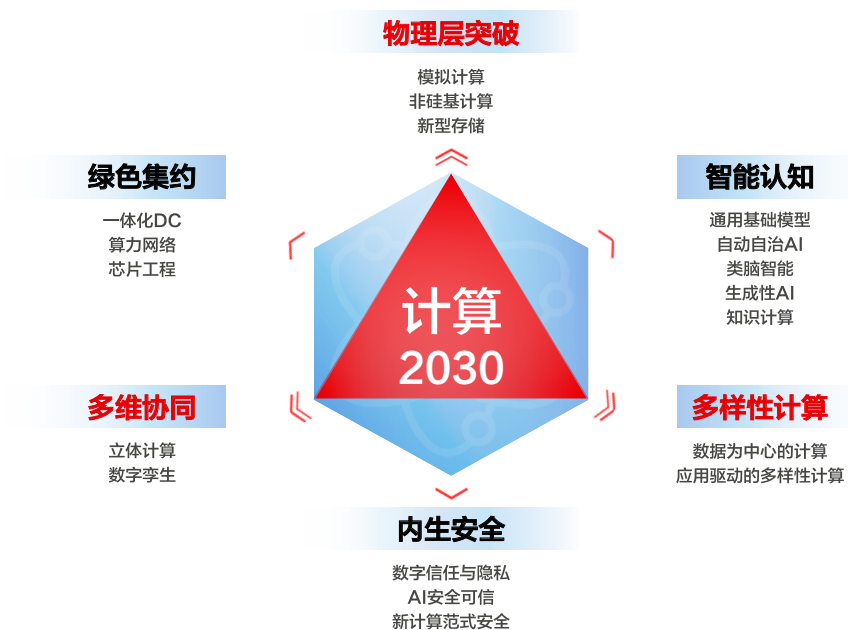 物理层突破
模拟计算
非硅基计算
新型存储
绿色集约
一体化DC
算力网络
芯片工程
智能认知
通用基础模型
自动自治AI
类脑智能
生成性AI
知识计算
计算
2030
多维协同
立体计算
数字孪生
多样性计算
数据为中心的计算
应用驱动的多样性计算
内生安全
数字信任与隐私
AI安全可信
新计算范式安全